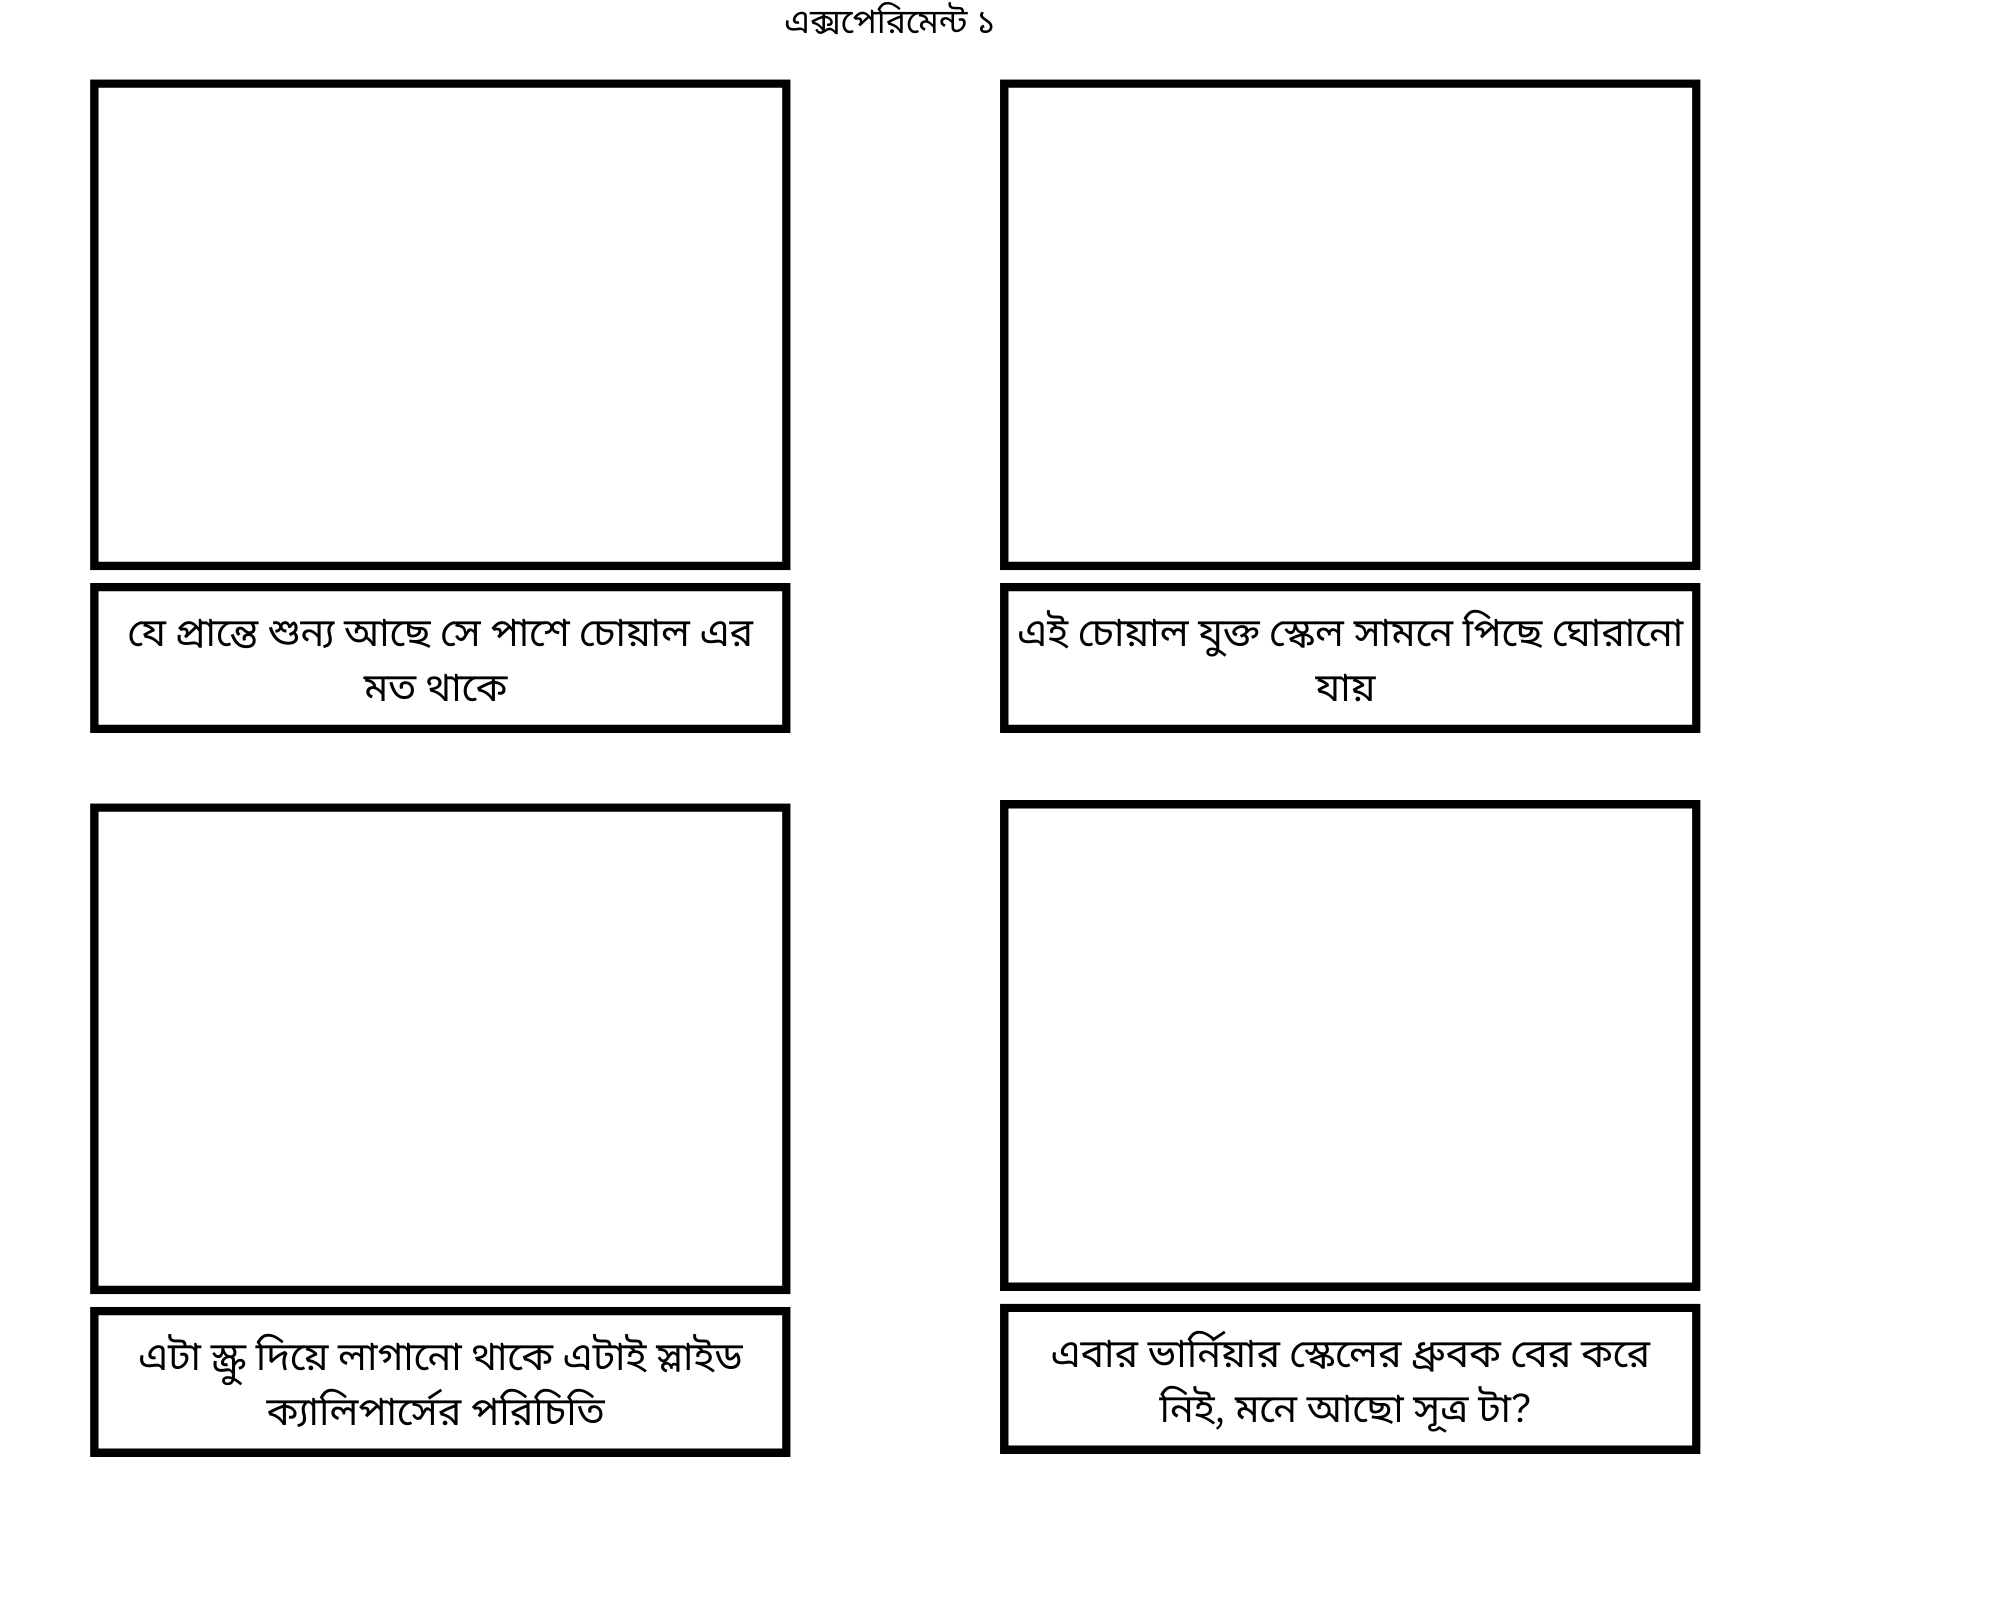 এক্সপেরিমেন্ট ১
যে প্রান্তে শুন্য আছে সে পাশে চোয়াল এর
মত থাকে
এই চোয়াল যুক্ত স্কেল সামনে পিছে ঘোরানো
যায়
এটা স্ক্রু দিয়ে লাগানো থাকে এটাই স্লাইড
ক্যালিপার্সের পরিচিতি
এবার ভার্নিয়ার স্কেলের ধ্রুবক বের করে
নিই, মনে আছো সূত্র টা?